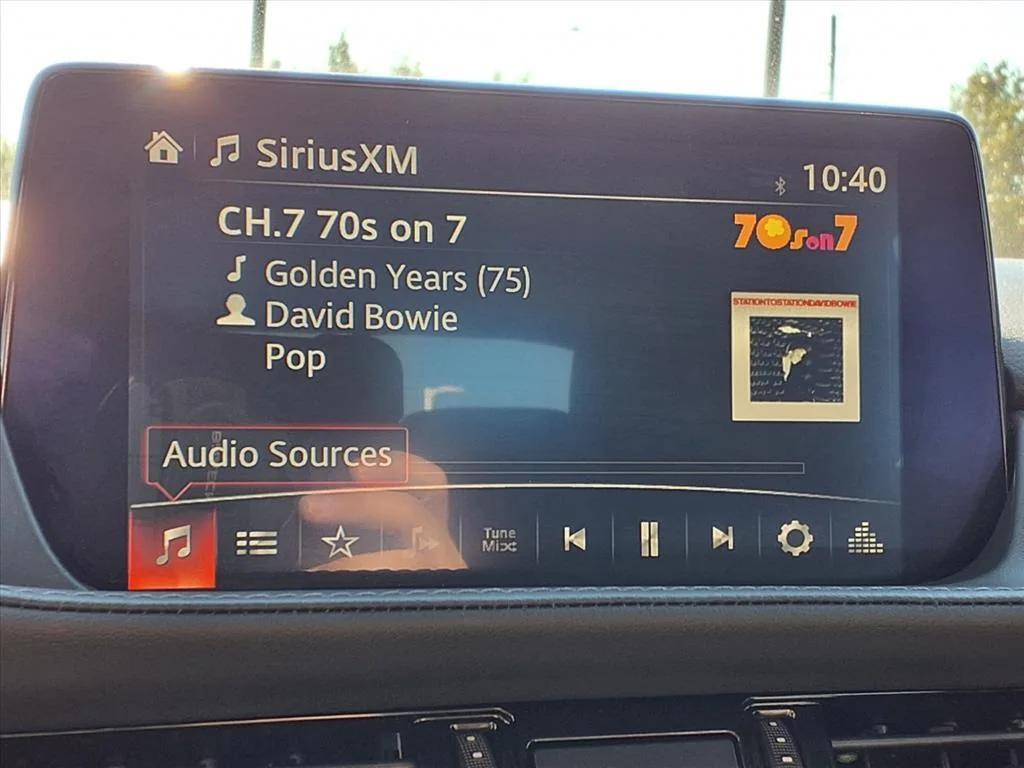 SiriusXM
10:40
CH.7 70s on 7
70s on 7
Golden Years (75)
David Bowie
Pop
STATIONTOSTATIONDAVIDBOWIE
Audio Sources
Tune
Mix